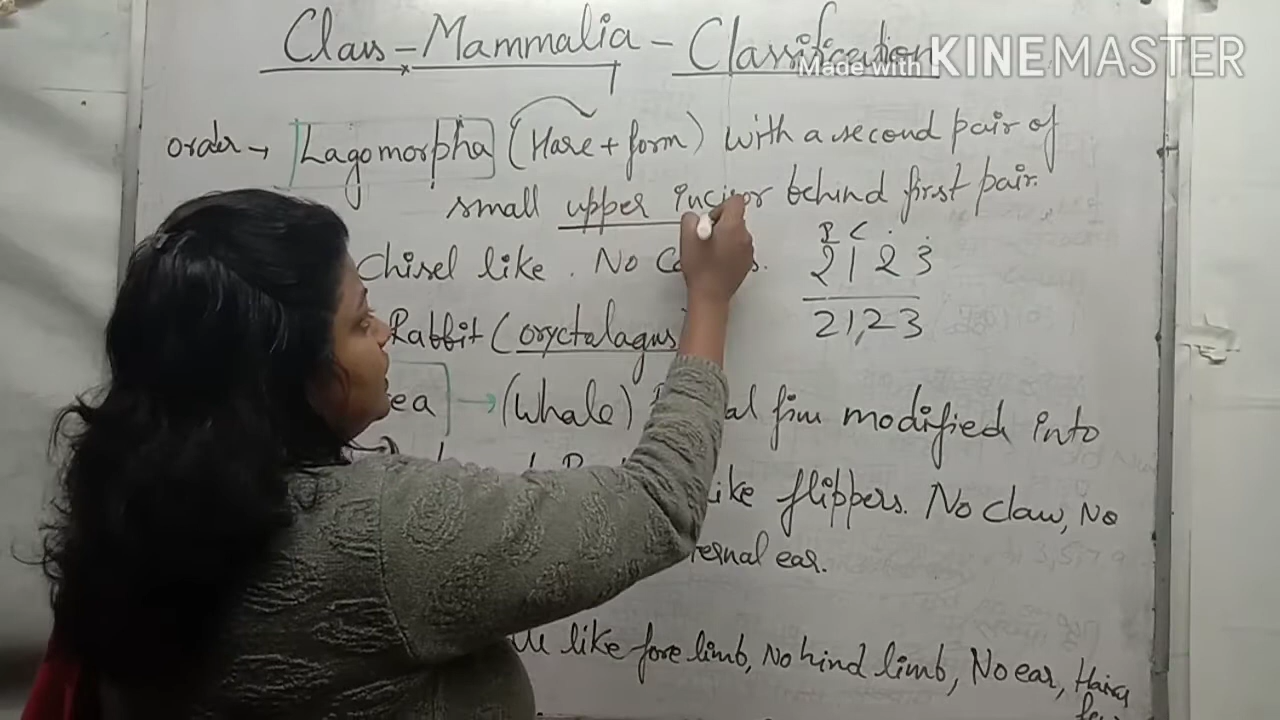 Class - Mammalia - Classification
Made with KINEMASTER
order → Lagomorpha (Hare + form) with a second pair of
small upper incisor behind first pair.
I C
Chisel like. No 2 1 2 3
2 1, 2 3
Rabbit (oryctolagus
(Whale) fin modified into
like flippers. No claw, No
ear.
like fore limb, No hind limb, No ear, Hairs